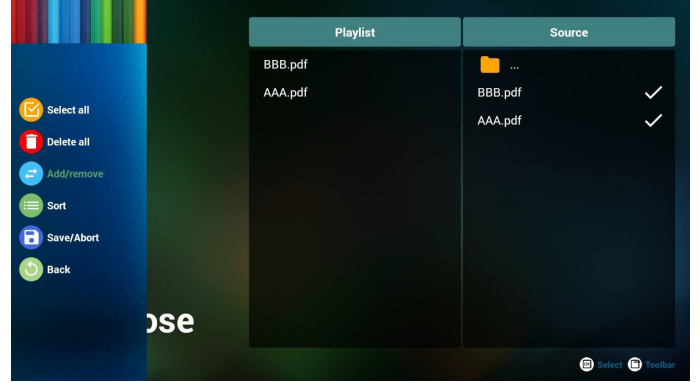 Playlist
Source
BBB.pdf
AAA.pdf
...
BBB.pdf
AAA.pdf
Select all
Delete all
Add/remove
Sort
Save/Abort
Back
ose
Select
Toolbar